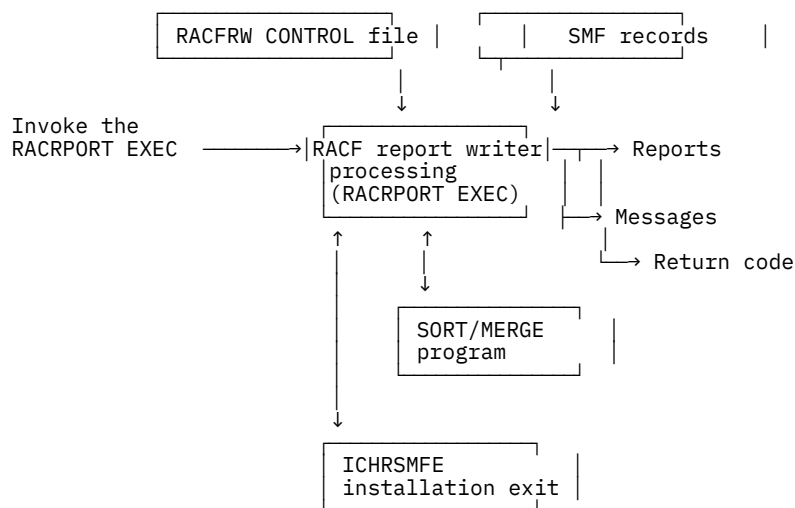 RACFRW CONTROL file
SMF records
Invoke the
RACRPORT EXEC
RACF report writer
processing
(RACRPORT EXEC)
Reports
Messages
Return code
SORT/MERGE
program
ICHRSMFE
installation exit